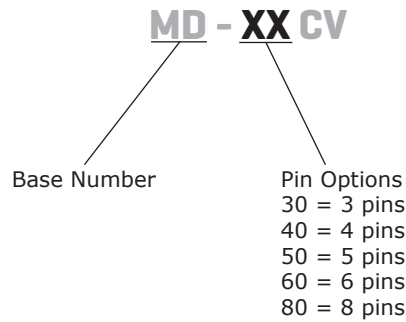 MD - XX CV
Base Number
Pin Options
30 = 3 pins
40 = 4 pins
50 = 5 pins
60 = 6 pins
80 = 8 pins